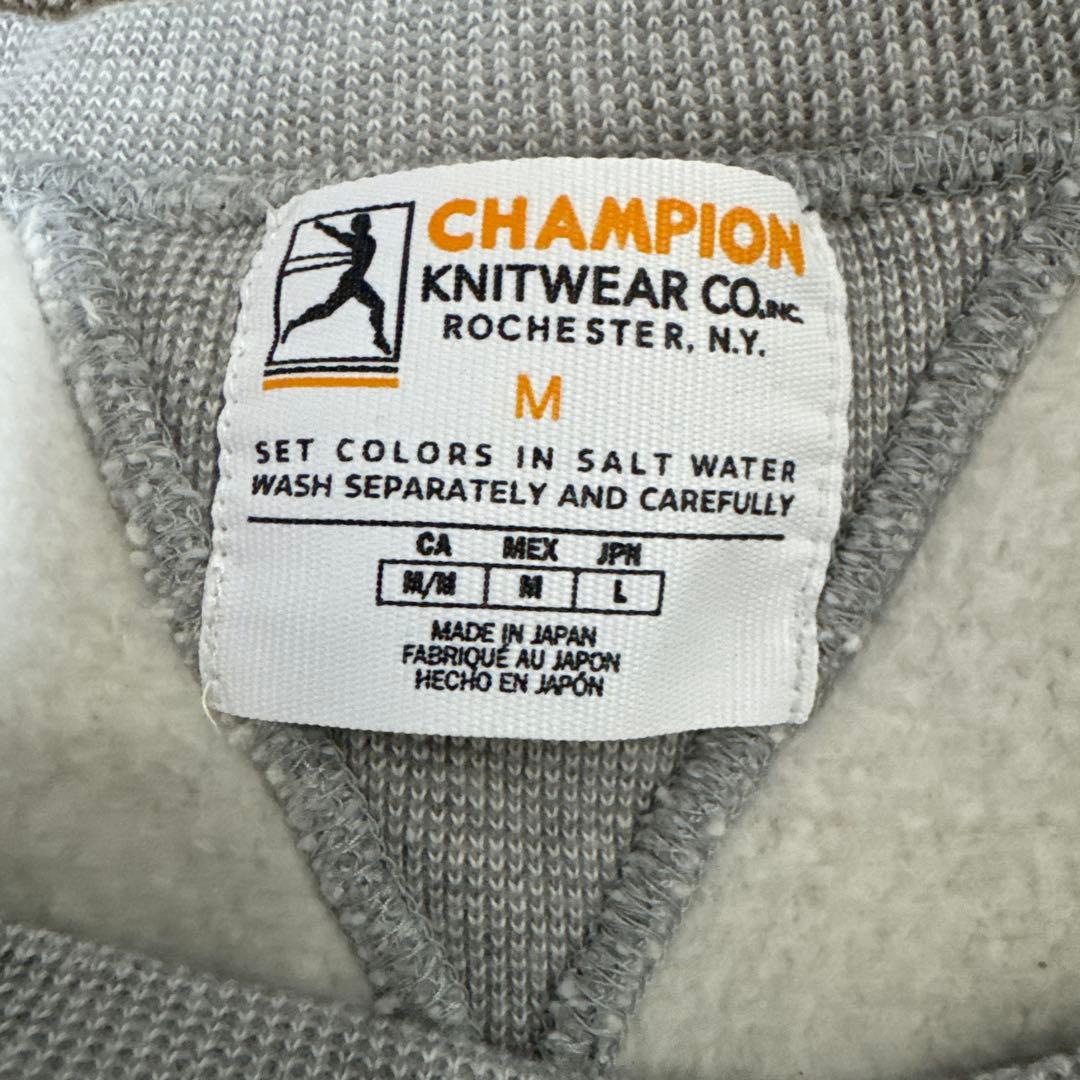 CHAMPION
KNITWEAR CO.INC.
ROCHESTER, N.Y.
M
SET COLORS IN SALT WATER
WASH SEPARATELY AND CAREFULLY
CA MEX JPN
M/M M L
MADE IN JAPAN
FABRIQUÉ AU JAPON
HECHO EN JAPÓN